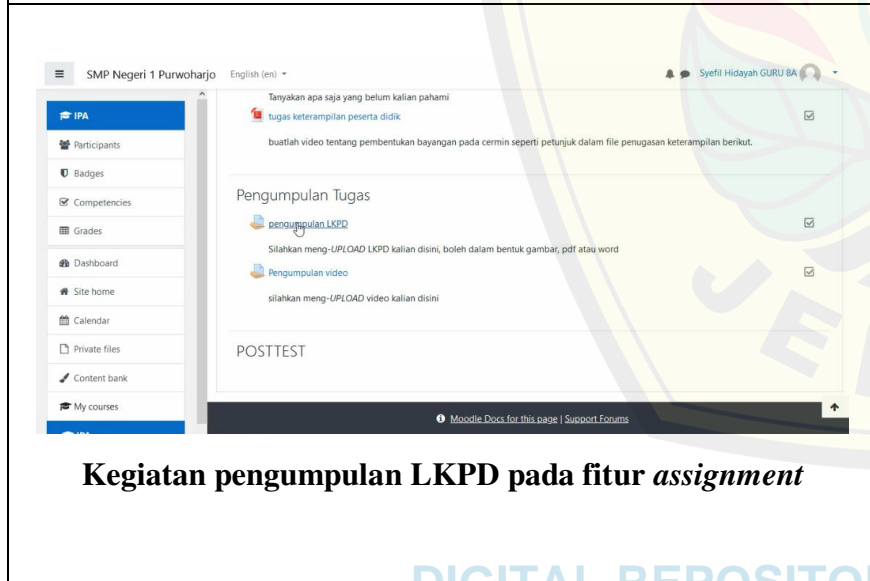 SMP Negeri 1 Purwoharjo English (en) Syefil Hidayah GURU 8A
IPA
Participants
Badges
Competencies
Grades
Dashboard
Site home
Calendar
Private files
Content bank
My courses
Tanyakan apa saja yang belum kalian pahami
tugas keterampilan peserta didik
buatlah video tentang pembentukan bayangan pada cermin seperti petunjuk dalam file penugasan keterampilan berikut.
Pengumpulan Tugas
pengumpulan LKPD
Silahkan meng-UPLOAD LKPD kalian disini, boleh dalam bentuk gambar, pdf atau word
Pengumpulan video
silahkan meng-UPLOAD video kalian disini
POSTTEST
Moodle Docs for this page | Support Forums
Kegiatan pengumpulan LKPD pada fitur assignment
DIGITAL REPOSITO